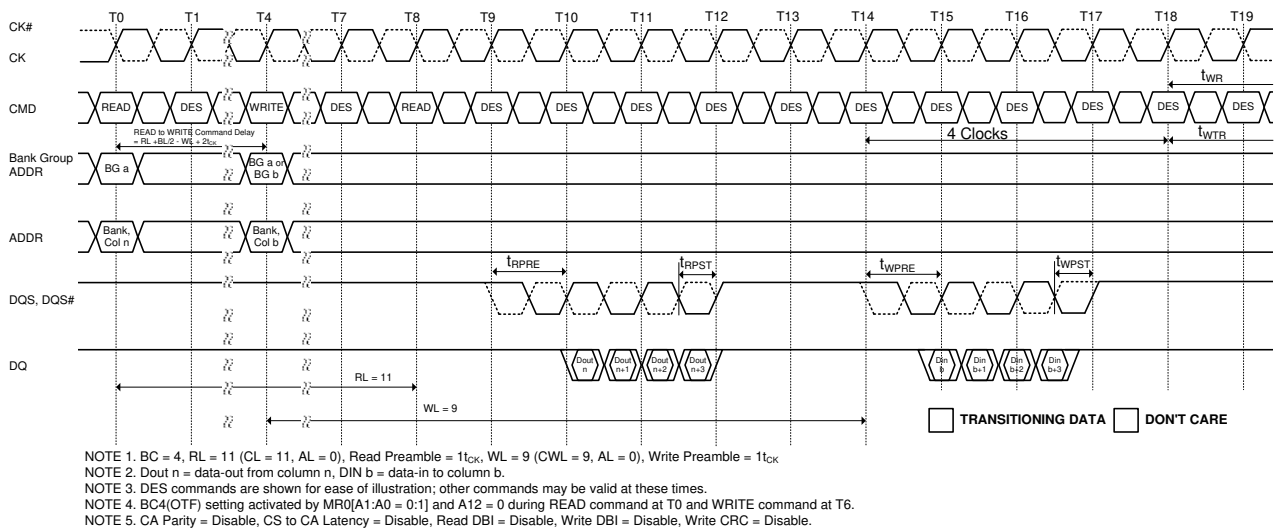 T0 T1 T4 T7 T8 T9 T10 T11 T12 T13 T14 T15 T16 T17 T18 T19
CK#
CK
tWR
CMD READ DES WRITE DES READ DES DES DES DES DES DES DES DES DES DES DES
READ to WRITE Command Delay
= RL +BL/2 - WL + 2tCK
4 Clocks
tWTR
Bank Group
ADDR
BG a
BG a or
BG b
ADDR
Bank,
Col n
Bank,
Col b
tRPRE tRPST tWPRE tWPST
DQS, DQS#
DQ
Dout
n
Dout
n+1
Dout
n+2
Dout
n+3
Din
b
Din
b+1
Din
b+2
Din
b+3
RL = 11
WL = 9
TRANSITIONING DATA DON'T CARE
NOTE 1. BC = 4, RL = 11 (CL = 11, AL = 0), Read Preamble = 1tCK, WL = 9 (CWL = 9, AL = 0), Write Preamble = 1tCK
NOTE 2. Dout n = data-out from column n, DIN b = data-in to column b.
NOTE 3. DES commands are shown for ease of illustration; other commands may be valid at these times.
NOTE 4. BC4(OTF) setting activated by MR0[A1:A0 = 0:1] and A12 = 0 during READ command at T0 and WRITE command at T6.
NOTE 5. CA Parity = Disable, CS to CA Latency = Disable, Read DBI = Disable, Write DBI = Disable, Write CRC = Disable.